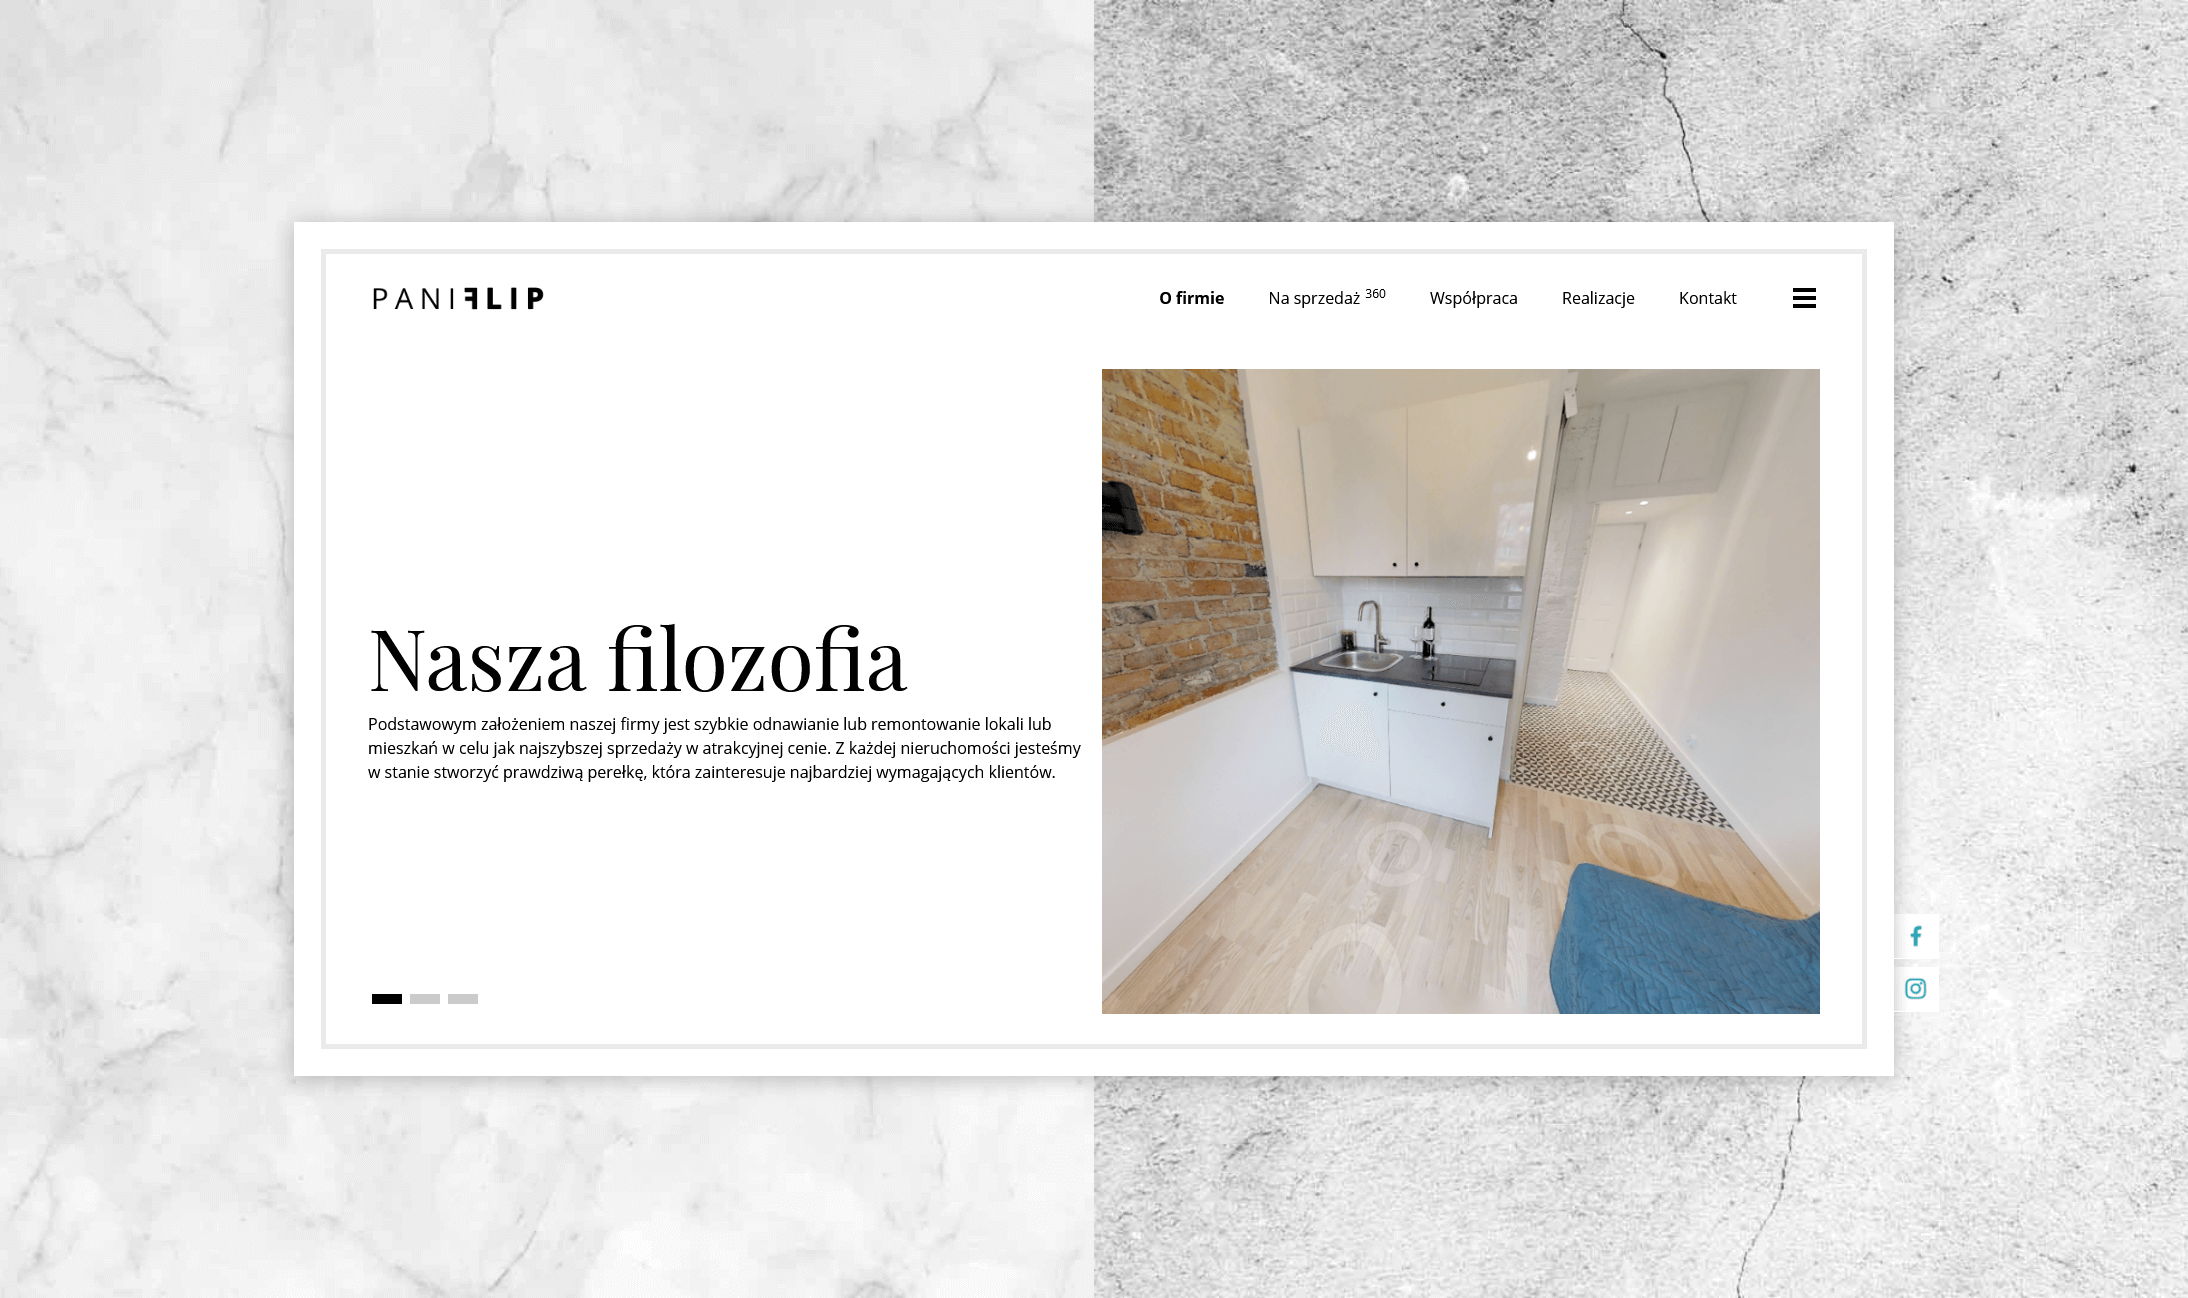 PANIFLIP
O firmie Na sprzedaż 360 Współpraca Realizacje Kontakt
Nasza filozofia
Podstawowym założeniem naszej firmy jest szybkie odnawianie lub remontowanie lokali lub
mieszkań w celu jak najszybszej sprzedaży w atrakcyjnej cenie. Z każdej nieruchomości jesteśmy
w stanie stworzyć prawdziwą perełkę, która zainteresuje najbardziej wymagających klientów.